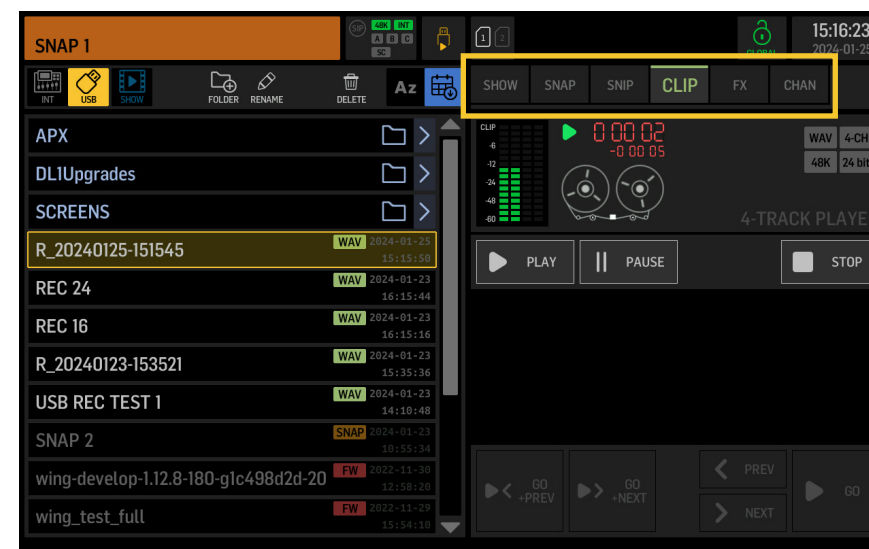 SNAP 1
SIP
48K INT
A B C
SC
1 2
GLOBAL
15:16:23
2024-01-25
INT USB SHOW FOLDER RENAME DELETE Az
SHOW SNAP SNIP CLIP FX CHAN
APX
DL1Upgrades
SCREENS
R_20240125-151545 WAV 2024-01-25
15:15:50
REC 24 WAV 2024-01-23
16:15:44
REC 16 WAV 2024-01-23
16:15:16
R_20240123-153521 WAV 2024-01-23
15:35:36
USB REC TEST 1 WAV 2024-01-23
14:10:48
SNAP 2 SNAP 2024-01-23
10:55:34
wing-develop-1.12.8-180-g1c498d2d-20 FW 2022-11-30
12:58:20
wing_test_full FW 2022-11-29
15:54:10
CLIP
-6
-12
-24
-48
-60
0 00 02
-0 00 05
WAV 4-CH
48K 24 bit
4-TRACK PLAYE
PLAY PAUSE STOP
GO
+PREV
GO
+NEXT
PREV
NEXT
GO